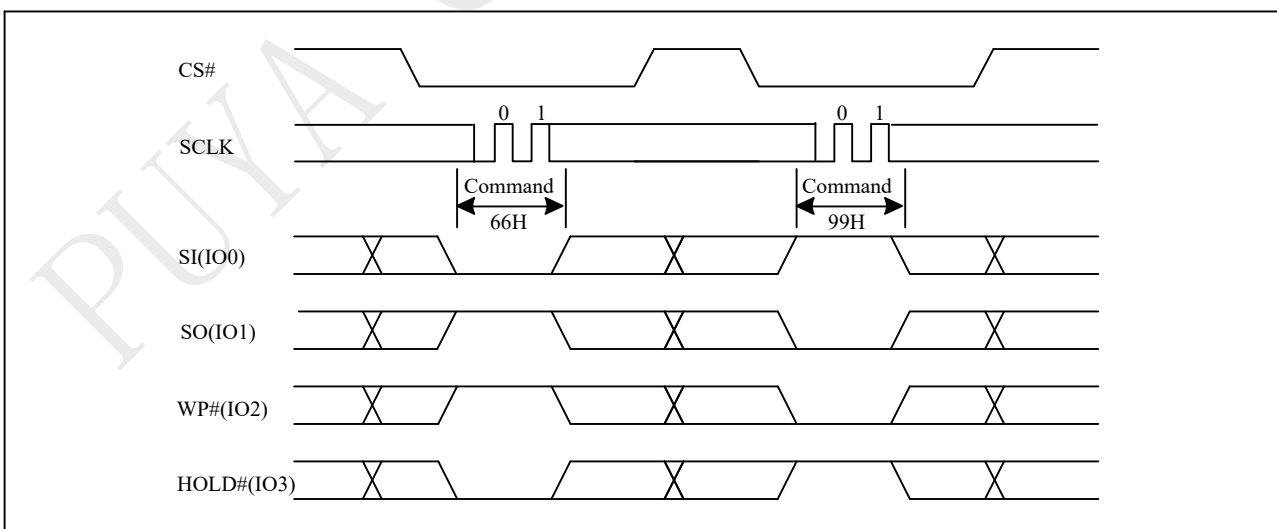 PUYA
CS#
0 1 0 1
SCLK
Command Command
66H 99H
SI(IO0)
SO(IO1)
WP#(IO2)
HOLD#(IO3)